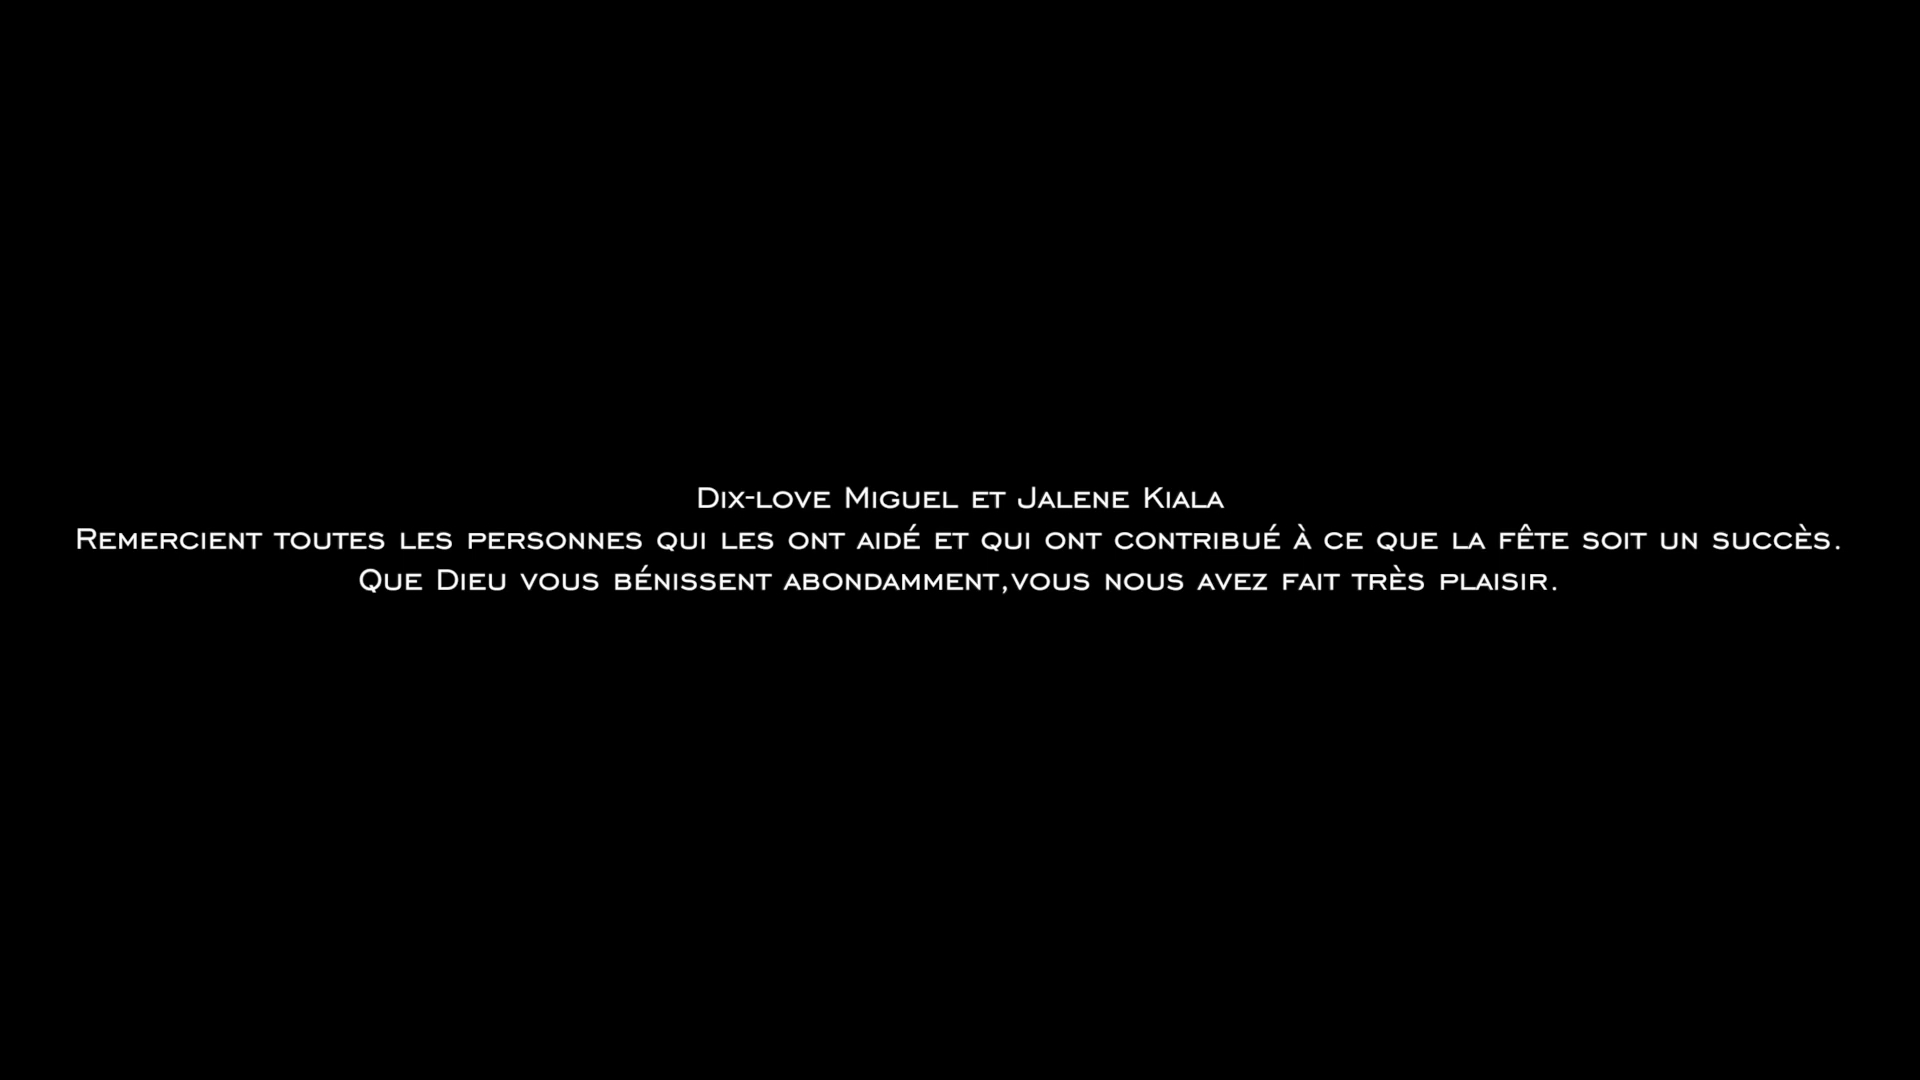 Dix-love Miguel et Jalene Kiala
Remercient toutes les personnes qui les ont aidé et qui ont contribué à ce que la fête soit un succès.
Que Dieu vous bénissent abondamment,vous nous avez fait très plaisir.